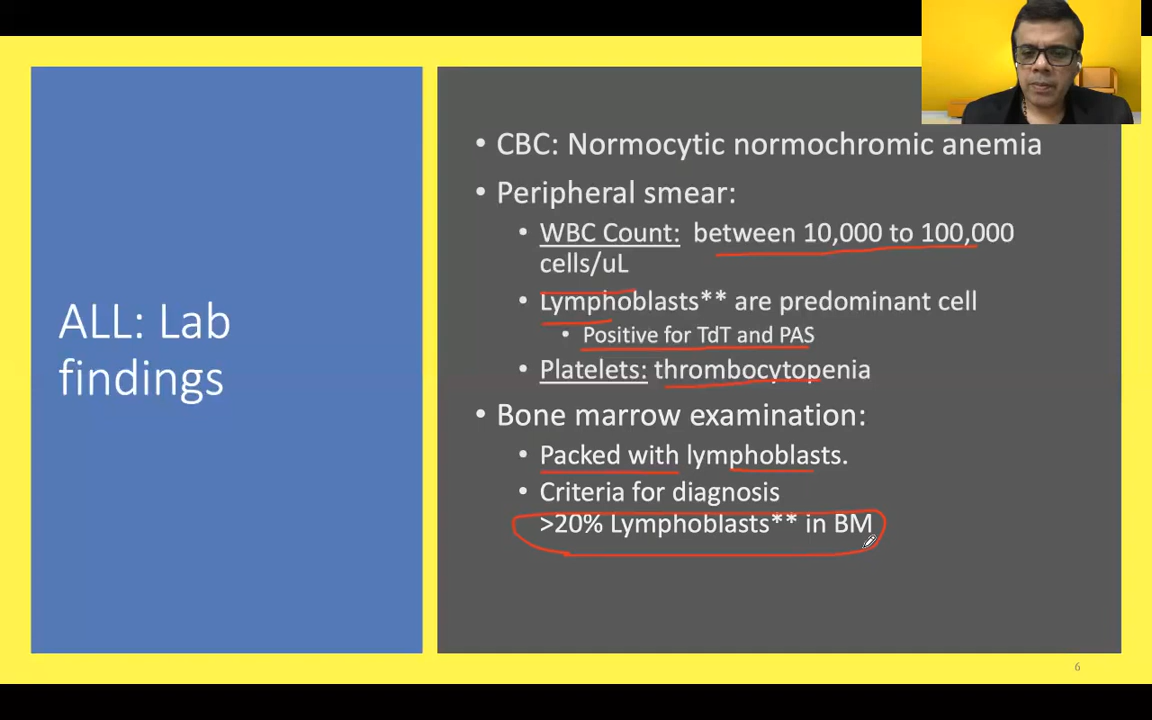 ALL: Lab
findings
• CBC: Normocytic normochromic anemia
• Peripheral smear:
• WBC Count: between 10,000 to 100,000
cells/uL
• Lymphoblasts** are predominant cell
• Positive for TdT and PAS
• Platelets: thrombocytopenia
• Bone marrow examination:
• Packed with lymphoblasts.
• Criteria for diagnosis
>20% Lymphoblasts** in BM
6